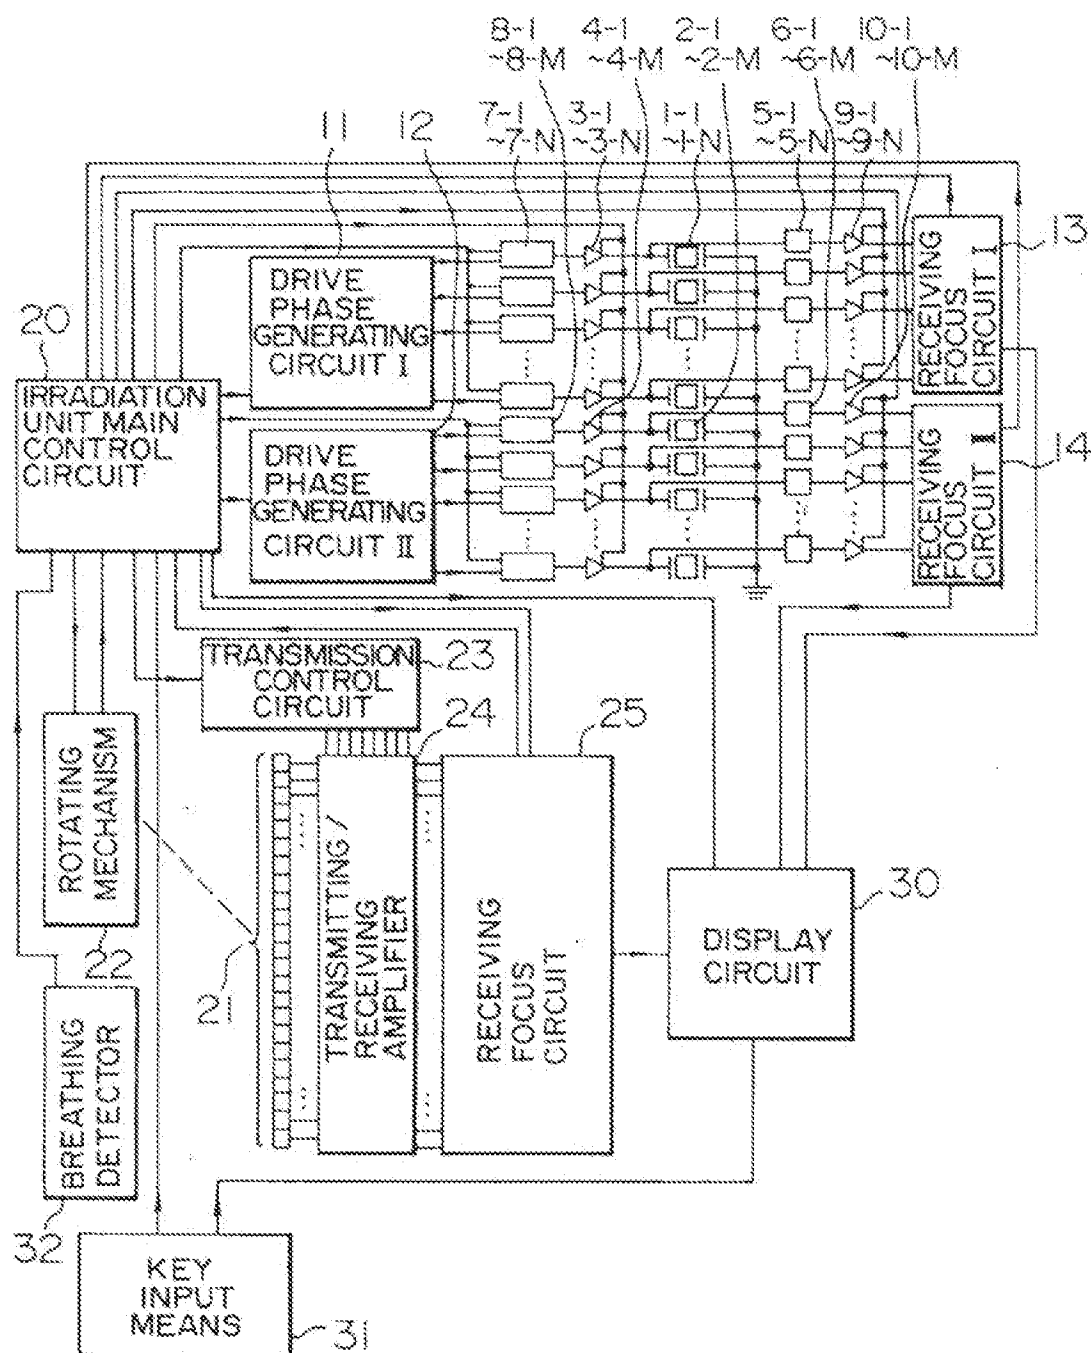 8-1
~8-M
4-1
~4-M
2-1
~2-M
6-1
~6-M
10-1
~10-M
7-1
~7-N
3-1
~3-N
1-1
~1-N
5-1
~5-N
9-1
~9-N
11
12
DRIVE
PHASE
GENERATING
CIRCUIT I
RECEIVING
FOCUS
CIRCUIT I
13
20
IRRADIATION
UNIT MAIN
CONTROL
CIRCUIT
DRIVE
PHASE
GENERATING
CIRCUIT II
RECEIVING
FOCUS
CIRCUIT II
14
TRANSMISSION
CONTROL
CIRCUIT
23
24
25
ROTATING
MECHANISM
22
21
TRANSMITTING/
RECEIVING
AMPLIFIER
RECEIVING
FOCUS
CIRCUIT
DISPLAY
CIRCUIT
30
BREATHING
DETECTOR
32
KEY
INPUT
MEANS
31